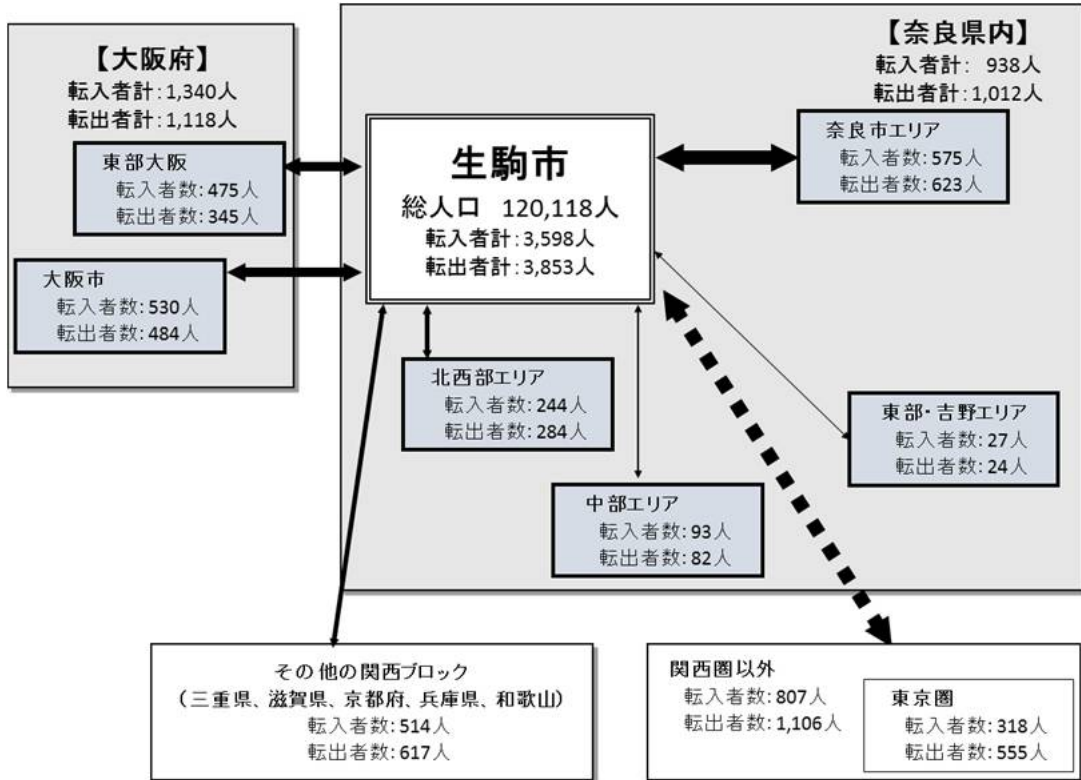 【大阪府】
転入者計:1,340人
転出者計:1,118人
東部大阪
転入者数:475人
転出者数:345人
大阪市
転入者数:530人
転出者数:484人
【奈良県内】
転入者計: 938人
転出者計:1,012人
生駒市
総人口 120,118人
転入者計:3,598人
転出者計:3,853人
奈良市エリア
転入者数:575人
転出者数:623人
北西部エリア
転入者数:244人
転出者数:284人
東部・吉野エリア
転入者数:27人
転出者数:24人
中部エリア
転入者数:93人
転出者数:82人
その他の関西ブロック
(三重県、滋賀県、京都府、兵庫県、和歌山)
転入者数:514人
転出者数:617人
関西圏以外
転入者数:807人
転出者数:1,106人
東京圏
転入者数:318人
転出者数:555人